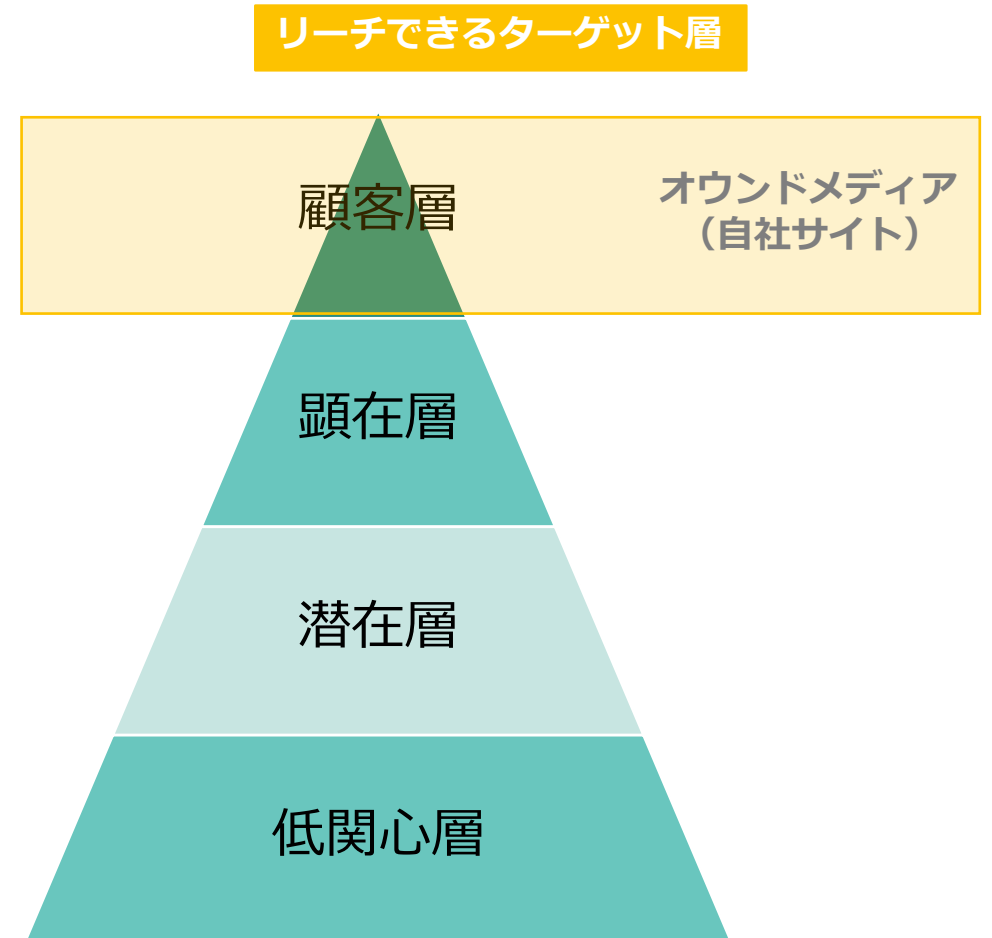 リーチできるターゲット層
顧客層
オウンドメディア
（自社サイト）
顕在層
潜在層
低関心層